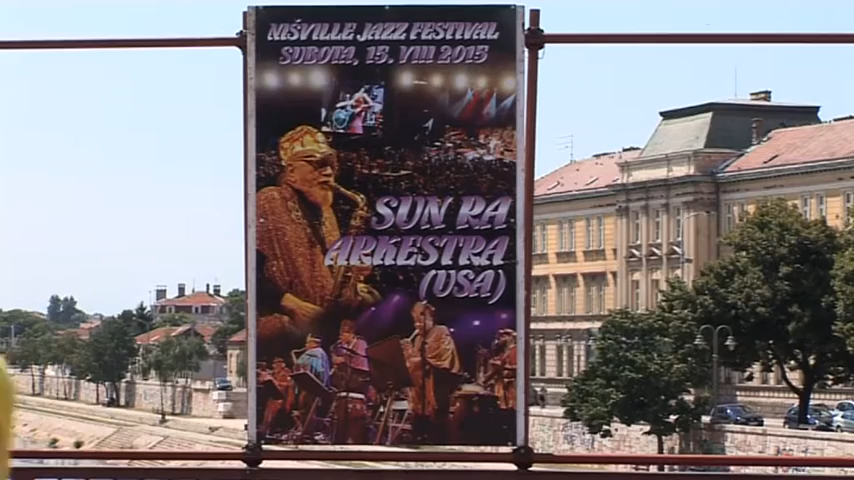 NIŠVILLE JAZZ FESTIVAL
SUBOTA, 15. VIII 2015
SUN RA
ARKESTRA
(USA)